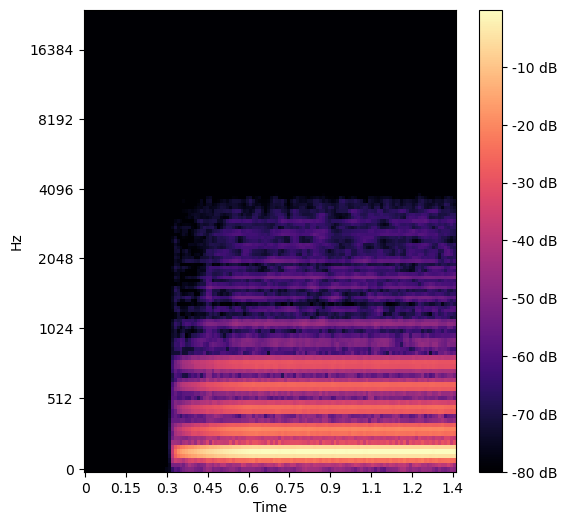 16384
8192
4096
2048
1024
512
0
Hz
0 0.15 0.3 0.45 0.6 0.75 0.9 1.1 1.2 1.4
Time
-10 dB
-20 dB
-30 dB
-40 dB
-50 dB
-60 dB
-70 dB
-80 dB